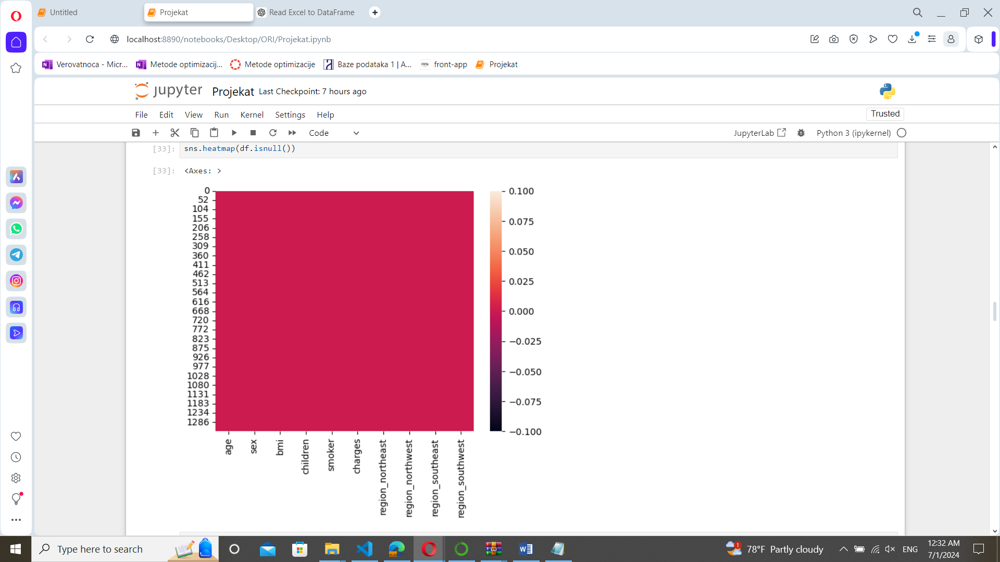 Untitled
Projekat
Read Excel to DataFrame
localhost:8890/notebooks/Desktop/ORI/Projekat.ipynb
Verovatnoca - Micr...
Metode optimizacij...
Metode optimizacije
Baze podataka 1 | A...
front-app
Projekat
jupyter
Projekat
Last Checkpoint: 7 hours ago
File
Edit
View
Run
Kernel
Settings
Help
Trusted
Code
JupyterLab
Python 3 (ipykernel)
[33]:
sns.heatmap(df.isnull())
[33]:
<Axes: >
0
52
104
155
206
258
309
360
411
462
513
564
616
668
720
772
823
875
926
977
1028
1080
1131
1183
1234
1286
age
sex
bmi
children
smoker
charges
region_northeast
region_northwest
region_southeast
region_southwest
0.100
0.075
0.050
0.025
0.000
−0.025
−0.050
−0.075
−0.100
Type here to search
1
78°F Partly cloudy
ENG
12:32 AM
7/1/2024